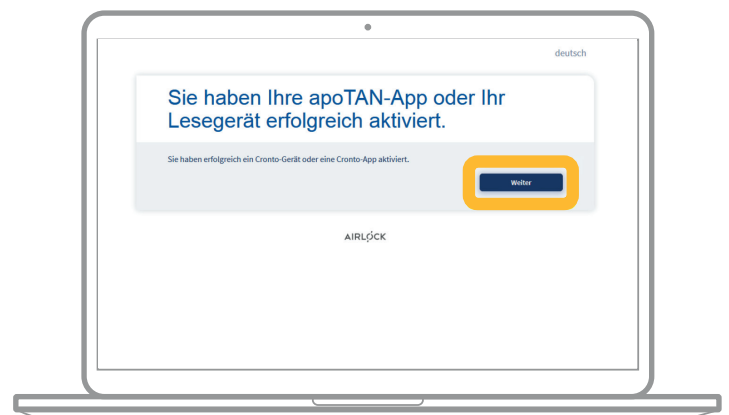 deutsch
Sie haben Ihre apoTAN-App oder Ihr
Lesegerät erfolgreich aktiviert.
Sie haben erfolgreich ein Cronto-Gerät oder eine Cronto-App aktiviert.
Weiter
AIRLOCK